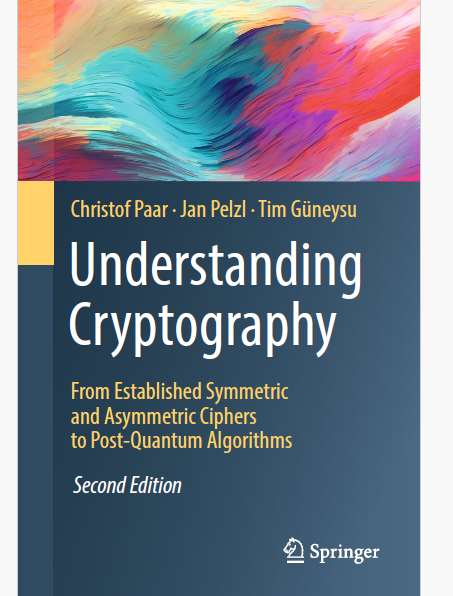 Christof Paar · Jan Pelzl · Tim Güneysu
Understanding
Cryptography
From Established Symmetric
and Asymmetric Ciphers
to Post-Quantum Algorithms
Second Edition
Springer